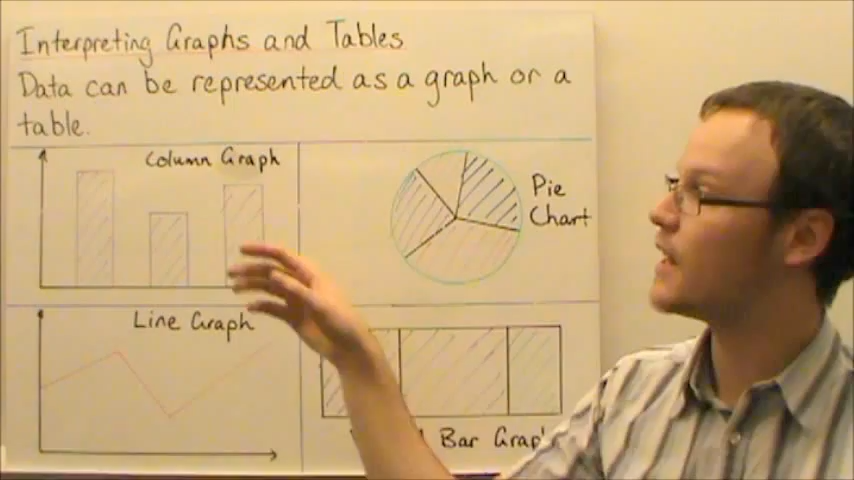 Interpreting Graphs and Tables
Data can be represented as a graph or a
table.
Column Graph
Pie
Chart
Line Graph
Bar Graph